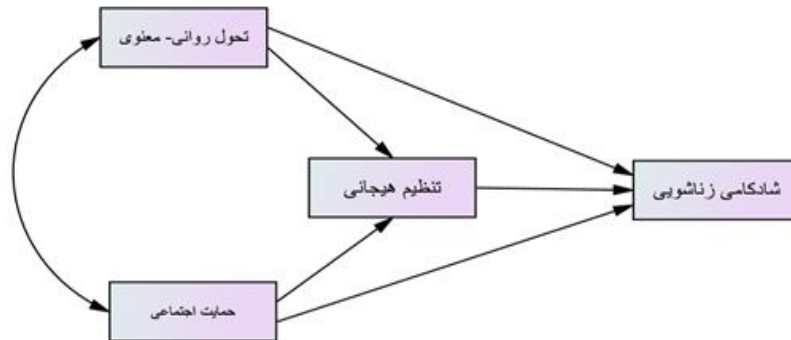 تحول روانی- معنوی
تنظیم هیجانی
شادکامی زناشویی
حمایت اجتماعی